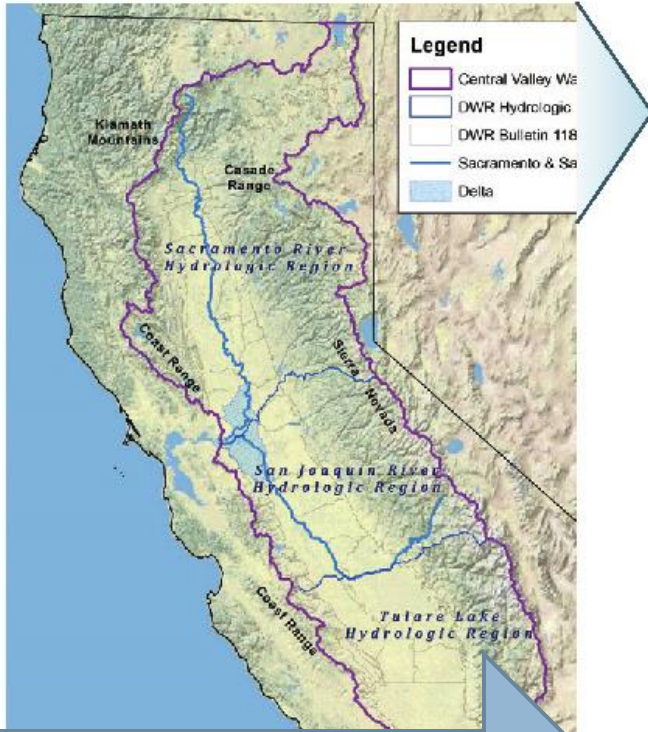 Legend
Central Valley Wa
DWR Hydrologic
DWR Bulletin 118
Sacramento & Sa
Delta
Klamath
Mountains
Casade
Range
Sacramento River
Hydrologic Region
Coast Range
Sierra Nevada
San Joaquin River
Hydrologic Region
Coast Range
Tulare Lake
Hydrologic Region